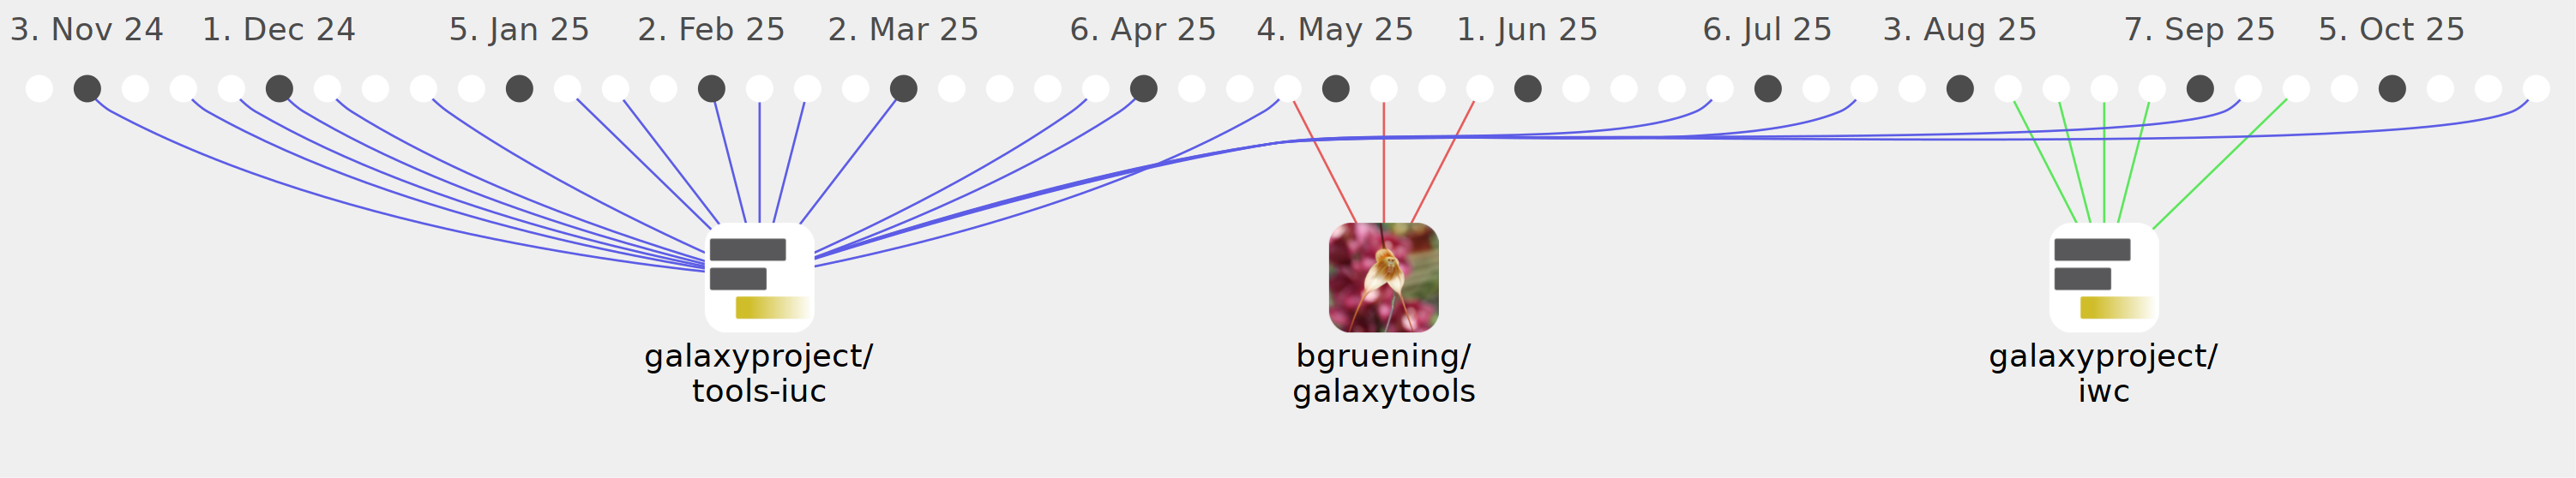 3. Nov 24 1. Dec 24 5. Jan 25 2. Feb 25 2. Mar 25 6. Apr 25 4. May 25 1. Jun 25 6. Jul 25 3. Aug 25 7. Sep 25 5. Oct 25
galaxyproject/
tools-iuc
bgruening/
galaxytools
galaxyproject/
iwc